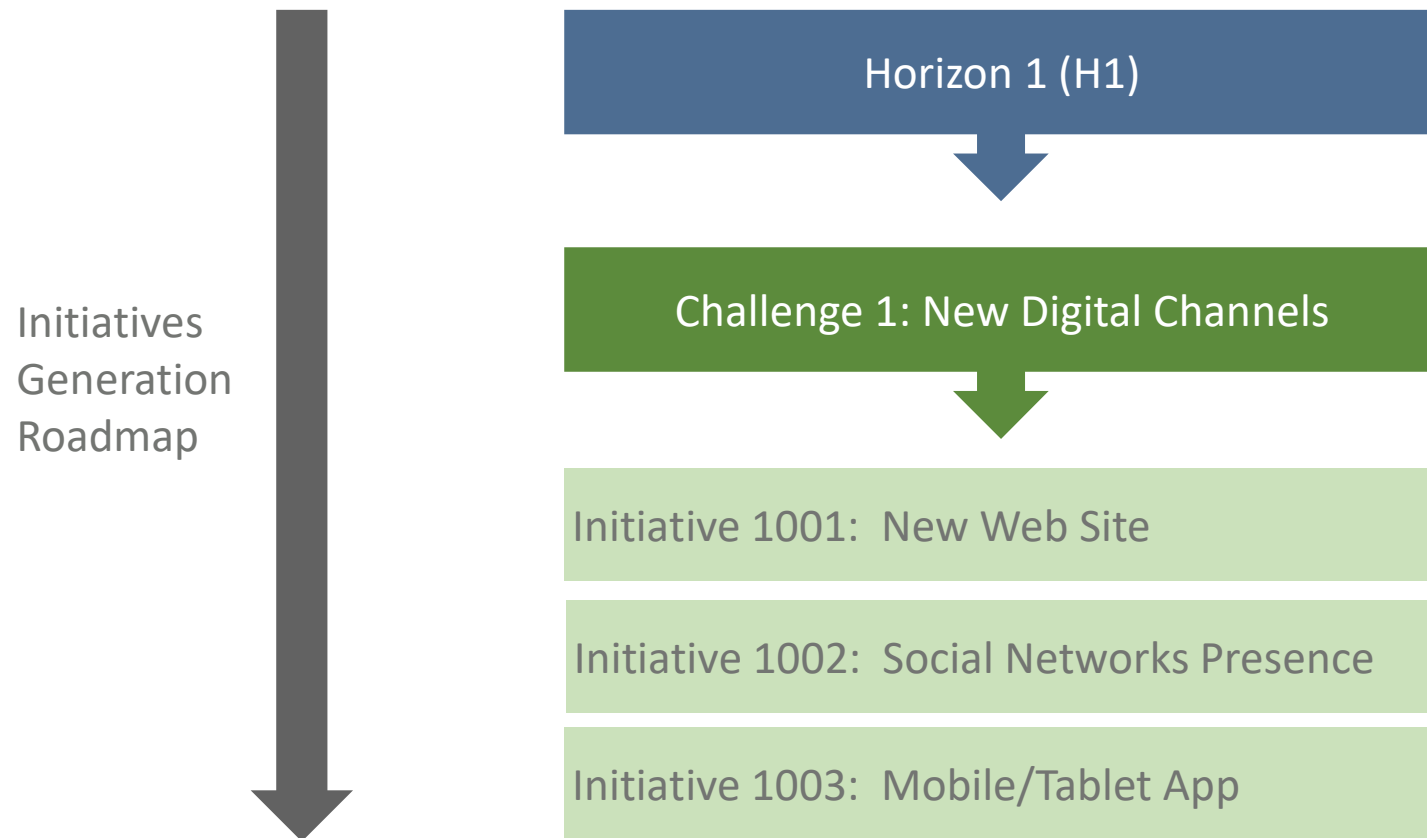 Horizon 1 (H1)
Challenge 1: New Digital Channels
Initiatives
Generation
Roadmap
Initiative 1001:  New Web Site
Initiative 1002:  Social Networks Presence
Initiative 1003:  Mobile/Tablet App